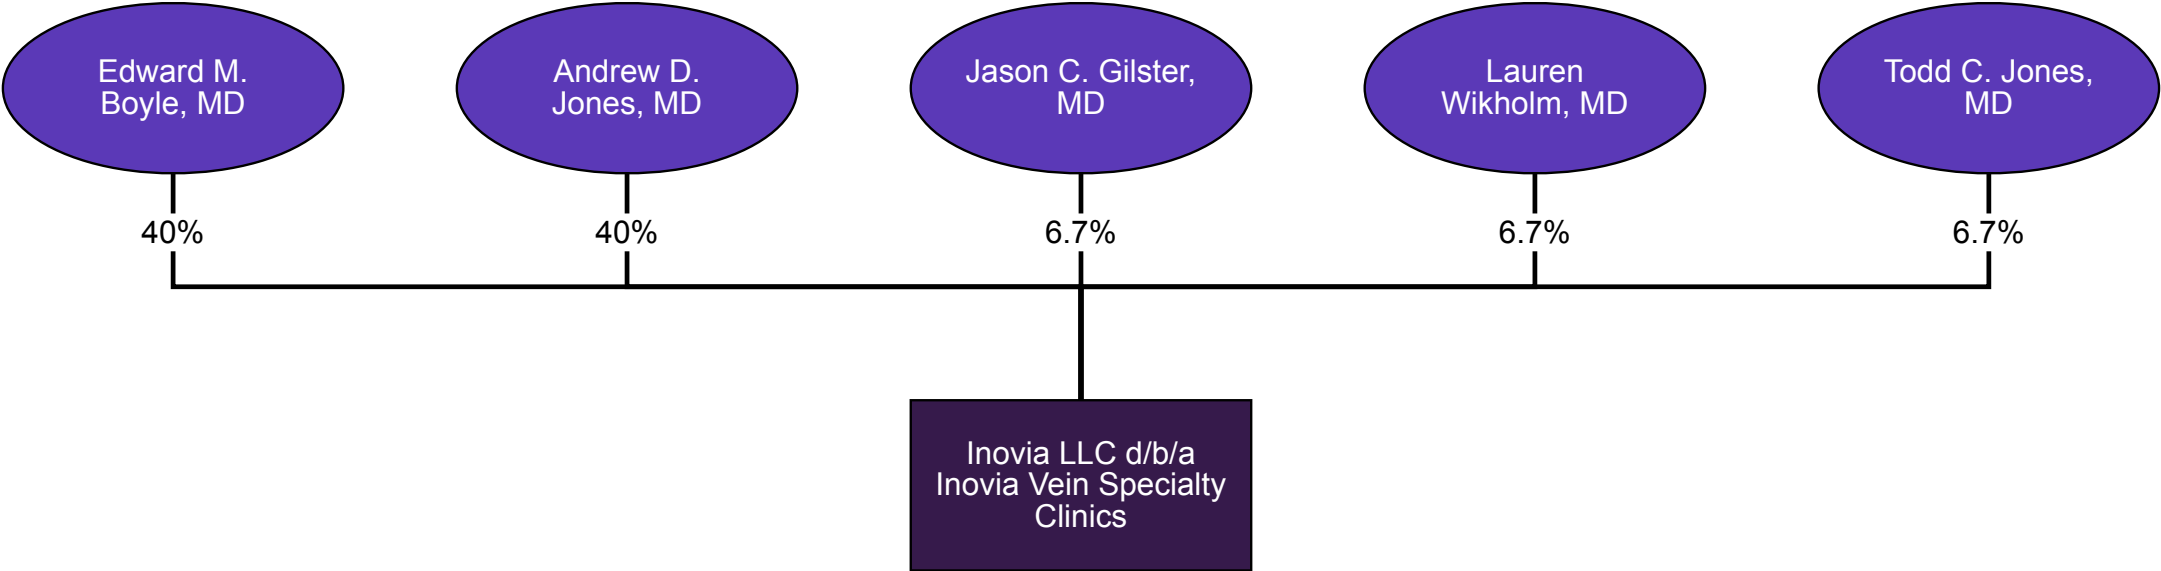 Edward M.
Boyle, MD
Andrew D.
Jones, MD
Jason C. Gilster,
MD
Lauren
Wikholm, MD
Todd C. Jones,
MD
40%
40%
6.7%
6.7%
6.7%
Inovia LLC d/b/a
Inovia Vein Specialty
Clinics